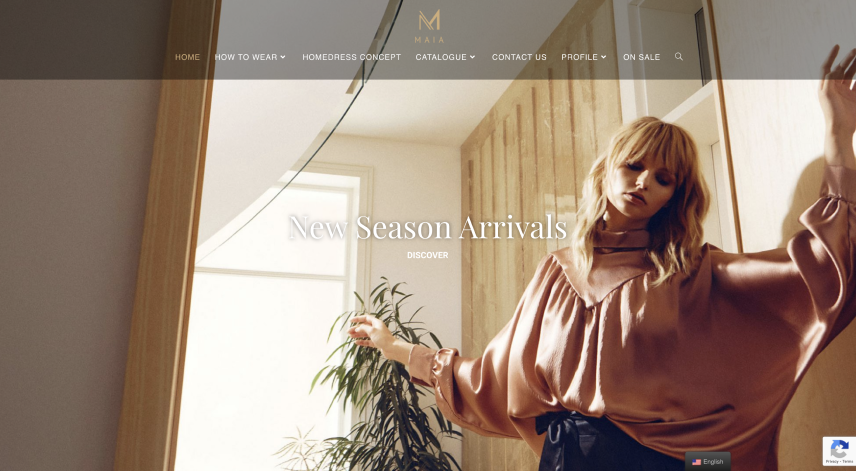 MAIA
HOME HOW TO WEAR HOMEDRESS CONCEPT CATALOGUE CONTACT US PROFILE ON SALE
New Season Arrivals
DISCOVER
English
Privacy - Terms